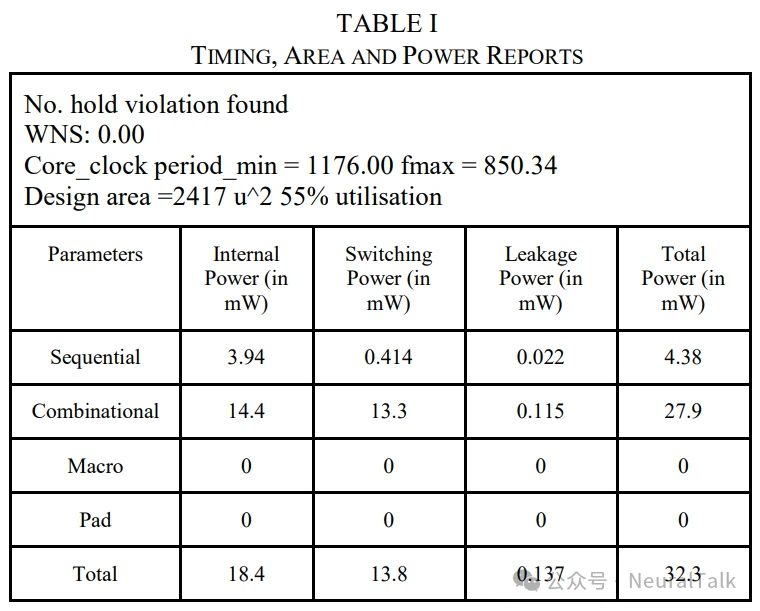 TABLE I
TIMING, AREA AND POWER REPORTS
No. hold violation found
WNS: 0.00
Core_clock period_min = 1176.00 fmax = 850.34
Design area =2417 u^2 55% utilisation
Parameters Internal Power (in mW) Switching Power (in mW) Leakage Power (in mW) Total Power (in mW)
Sequential 3.94 0.414 0.022 4.38
Combinational 14.4 13.3 0.115 27.9
Macro 0 0 0 0
Pad 0 0 0 0
Total 18.4 13.8 0.137 32.3
公众号 · NeuralTalk